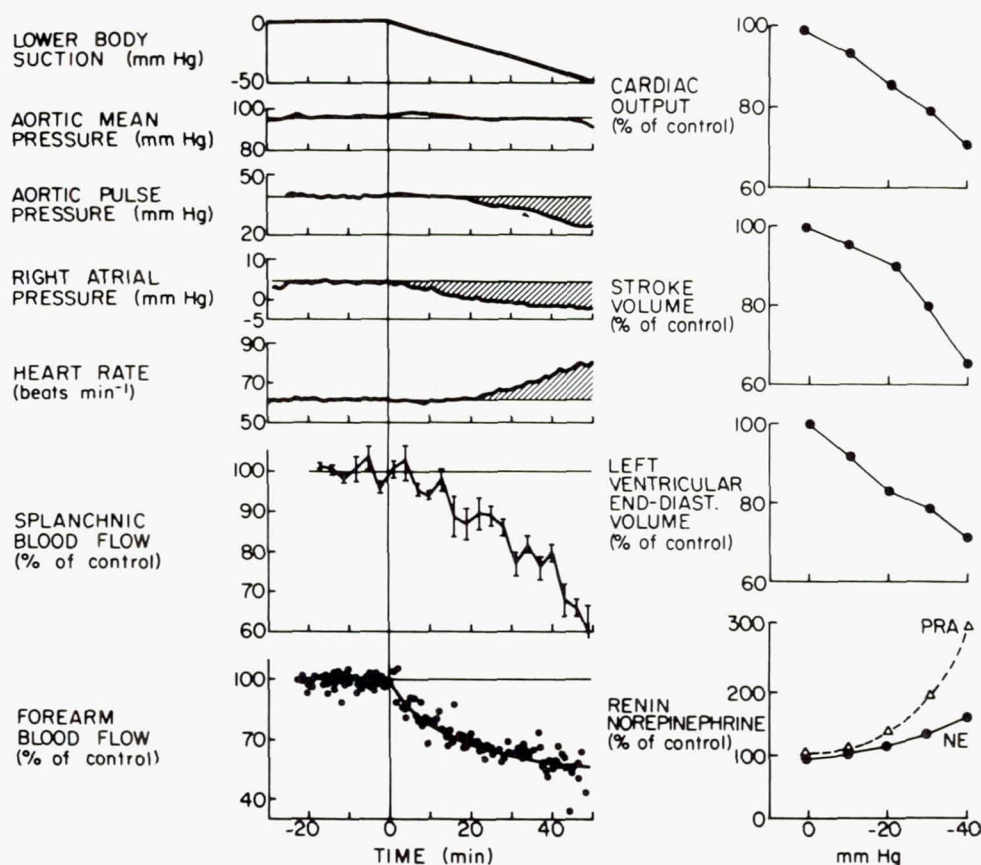 LOWER BODY
SUCTION (mm Hg)
0
-50
AORTIC MEAN
PRESSURE (mm Hg)
100
80
AORTIC PULSE
PRESSURE (mm Hg)
50
20
RIGHT ATRIAL
PRESSURE (mm Hg)
5
0
-5
HEART RATE
(beats min⁻¹)
90
70
50
SPLANCHNIC
BLOOD FLOW
(% of control)
100
90
80
70
60
FOREARM
BLOOD FLOW
(% of control)
100
70
40
-20
0
20
40
TIME (min)
CARDIAC
OUTPUT
(% of control)
100
80
60
STROKE
VOLUME
(% of control)
100
80
60
LEFT
VENTRICULAR
END-DIAST.
VOLUME
(% of control)
100
80
60
RENIN
NOREPINEPHRINE
(% of control)
300
200
100
0
PRA
NE
0
-20
-40
mm Hg